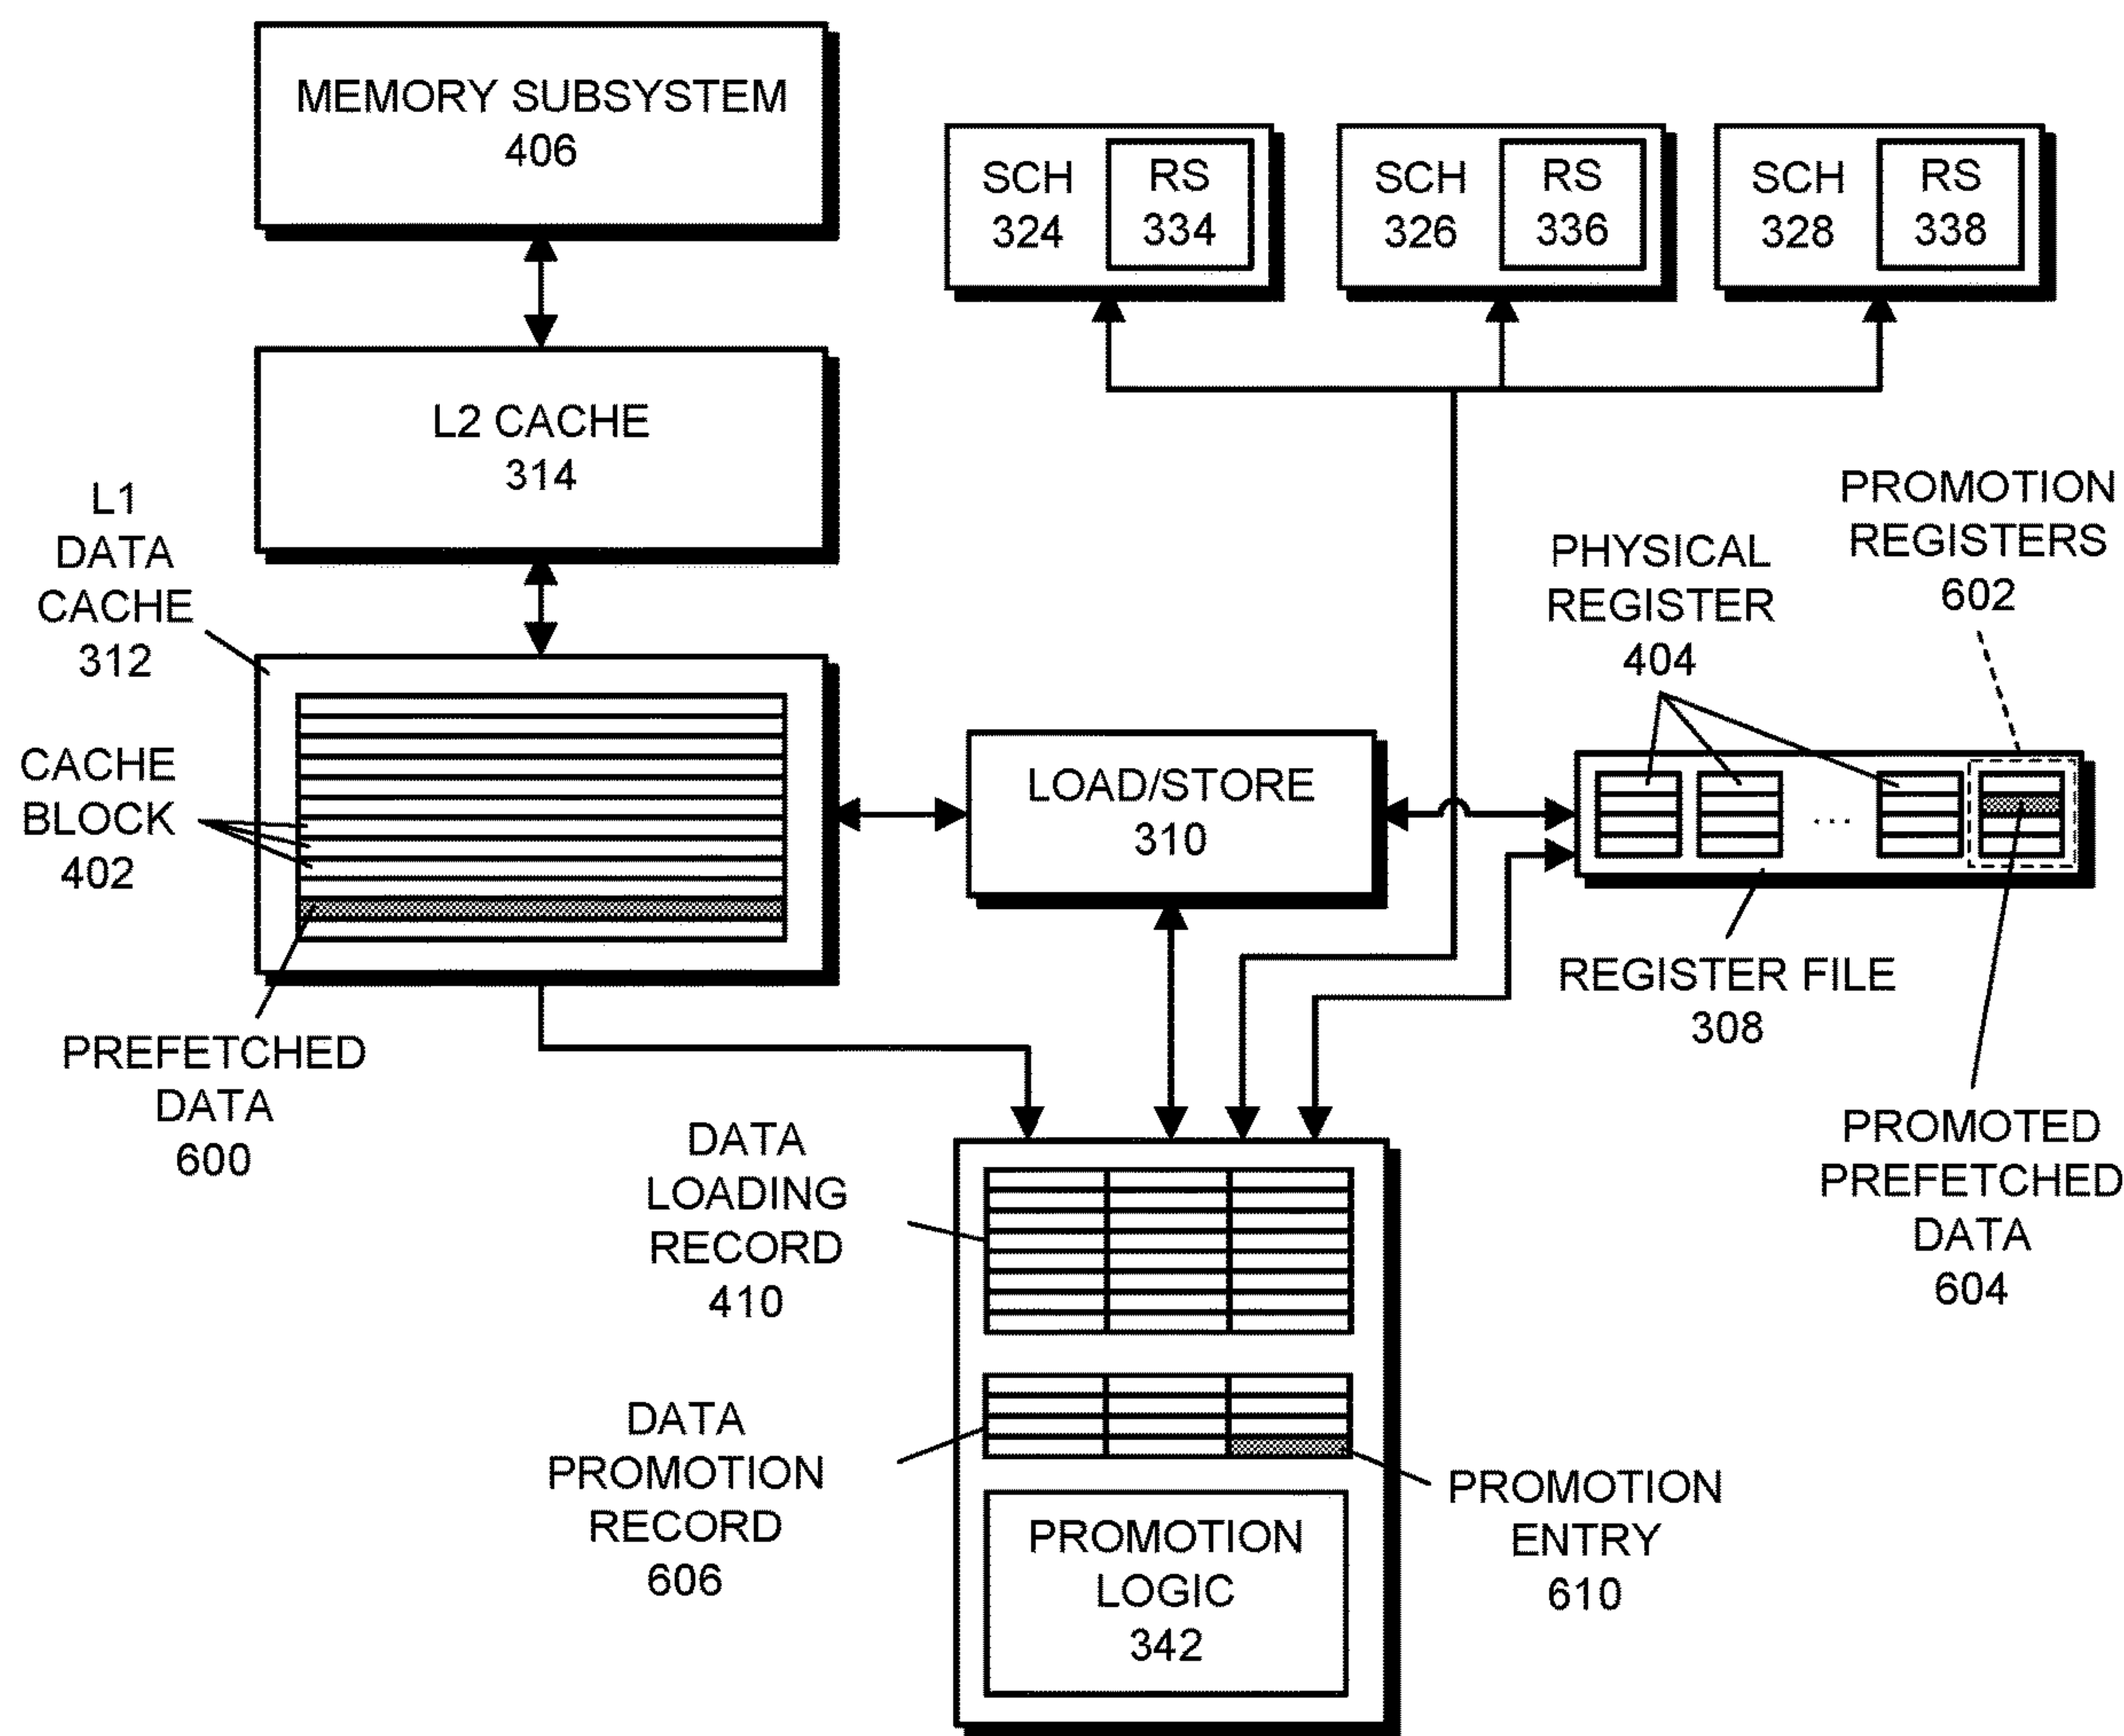 MEMORY SUBSYSTEM
406
SCH
324
RS
334
SCH
326
RS
336
SCH
328
RS
338
L2 CACHE
314
L1
DATA
CACHE
312
PROMOTION
REGISTERS
602
PHYSICAL
REGISTER
404
CACHE
BLOCK
402
LOAD/STORE
310
...
REGISTER FILE
308
PREFETCHED
DATA
600
PROMOTED
PREFETCHED
DATA
604
DATA
LOADING
RECORD
410
DATA
PROMOTION
RECORD
606
PROMOTION
ENTRY
610
PROMOTION
LOGIC
342